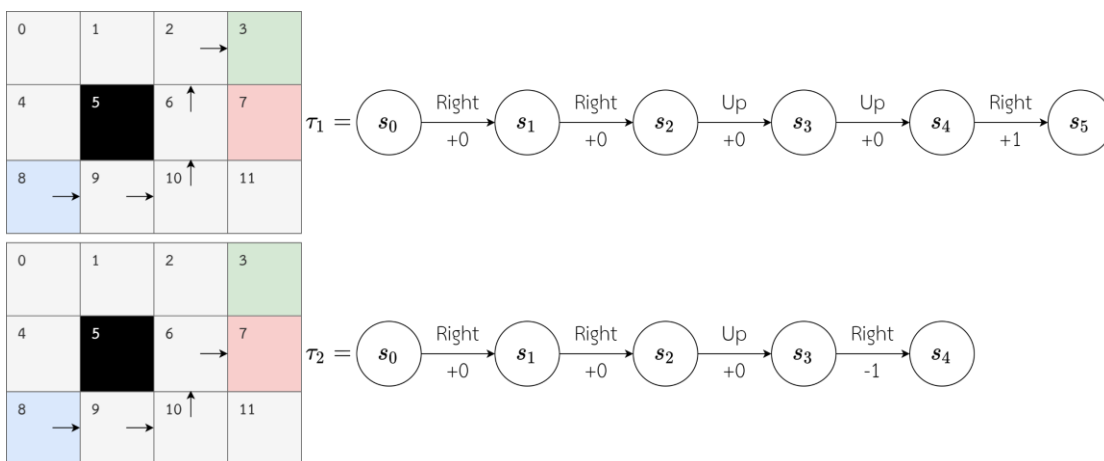 0 1 2 3
4 5 6 7
8 9 10 11
τ₁ = s₀ Right +0 s₁ Right +0 s₂ Up +0 s₃ Up +0 s₄ Right +1 s₅
0 1 2 3
4 5 6 7
8 9 10 11
τ₂ = s₀ Right +0 s₁ Right +0 s₂ Up +0 s₃ Right -1 s₄